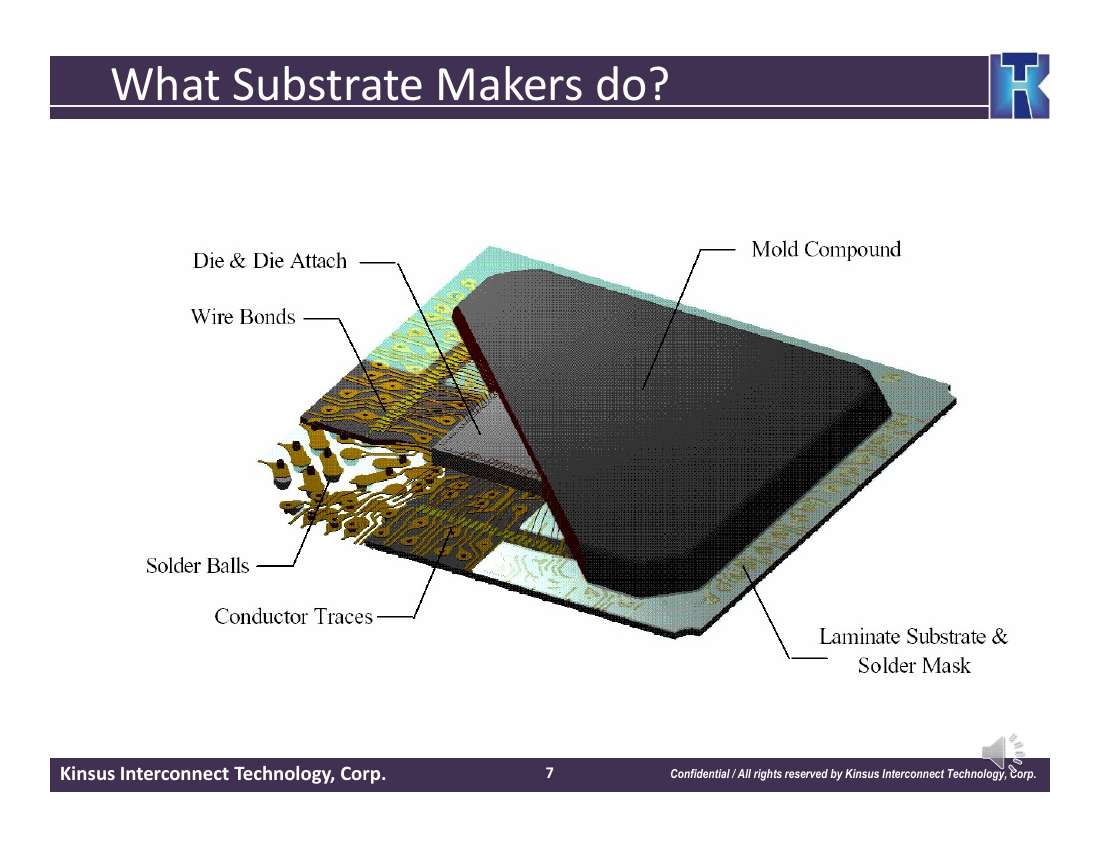 What Substrate Makers do?
Die & Die Attach
Mold Compound
Wire Bonds
Solder Balls
Conductor Traces
Laminate Substrate &
Solder Mask
Kinsus Interconnect Technology, Corp.
7
Confidential / All rights reserved by Kinsus Interconnect Technology, Corp.